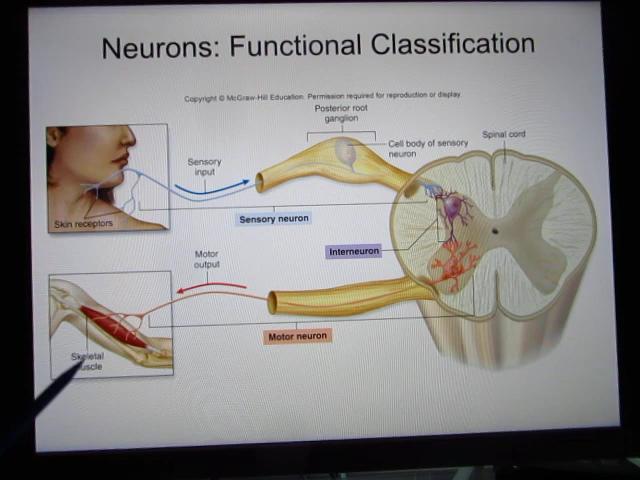 Neurons: Functional Classification
Copyright © McGraw-Hill Education. Permission required for reproduction or display.
Posterior root
ganglion
Cell body of sensory
neuron
Spinal cord
Sensory
input
Skin receptors
Sensory neuron
Interneuron
Motor
output
Motor neuron
Skeletal
uscle